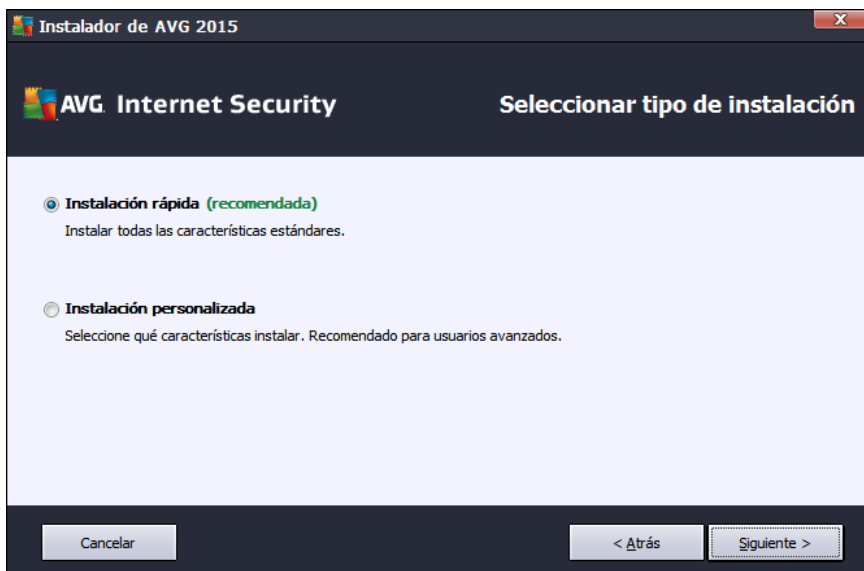 Instalador de AVG 2015
X
AVG. Internet Security
Seleccionar tipo de instalación
Instalación rápida (recomendada)
Instalar todas las características estándares.
Instalación personalizada
Seleccione qué características instalar. Recomendado para usuarios avanzados.
Cancelar
< Atrás
Siguiente >